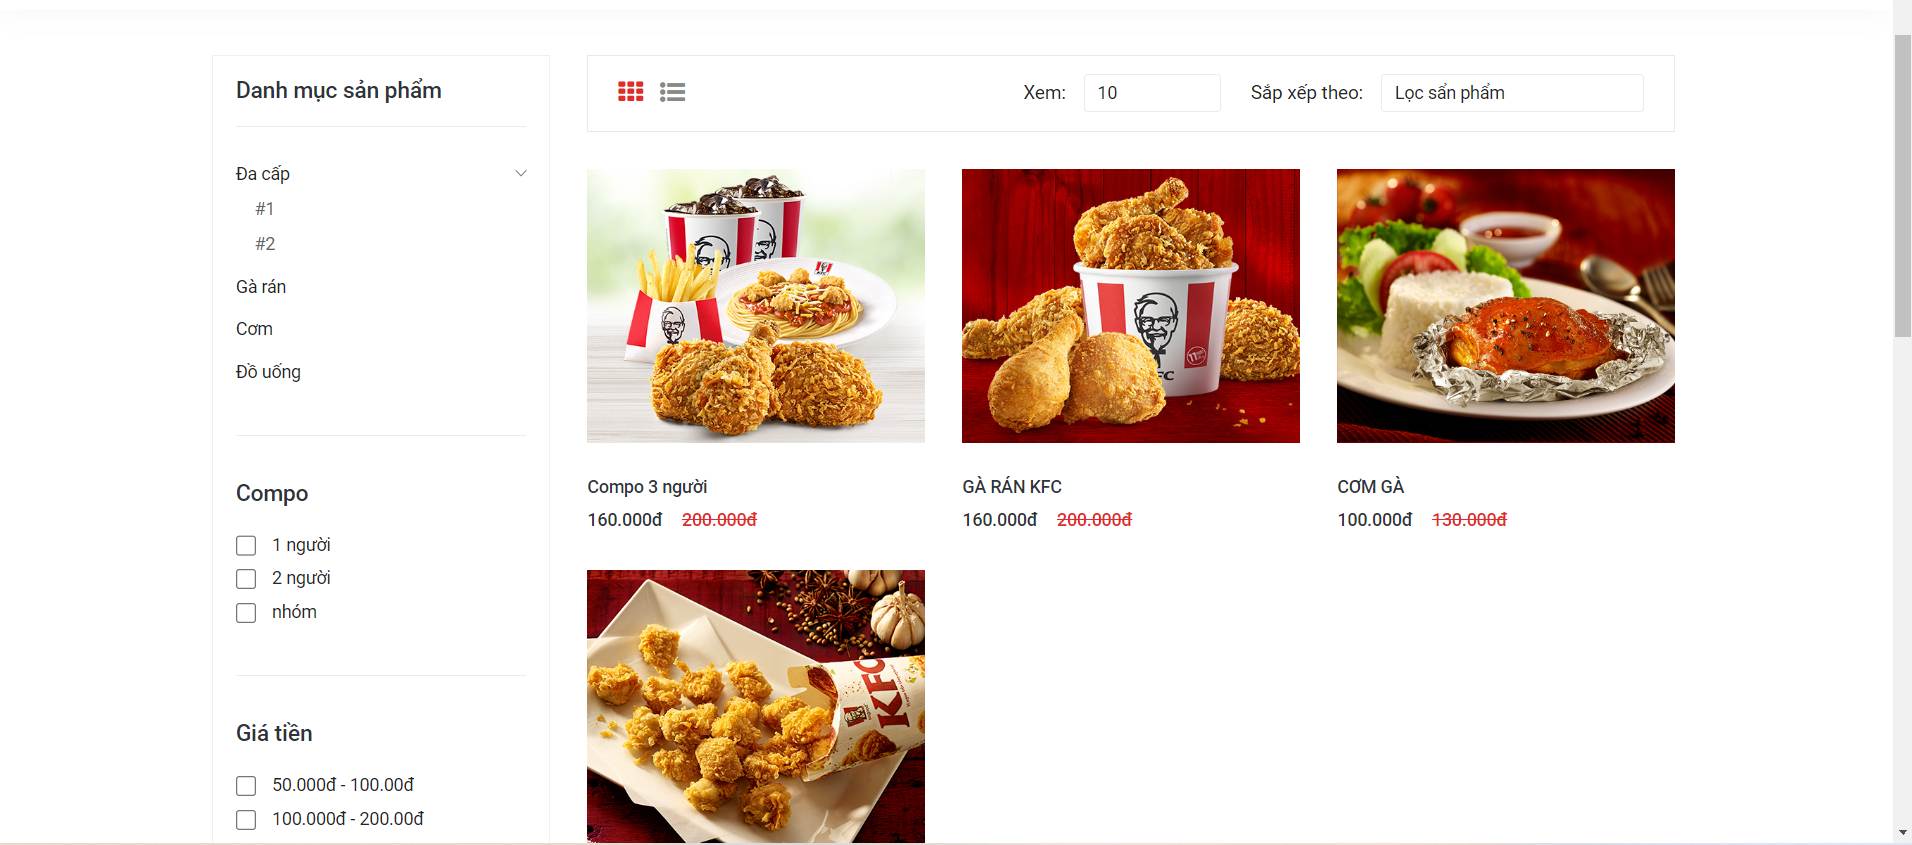 Danh mục sản phẩm
Đa cấp
#1
#2
Gà rán
Cơm
Đồ uống
Compo
1 người
2 người
nhóm
Giá tiền
50.000đ - 100.00đ
100.000đ - 200.00đ
Xem: 10 Sắp xếp theo: Lọc sẩn phẩm
KFC
Compo 3 người
160.000đ 200.000đ
GÀ RÁN KFC
160.000đ 200.000đ
CƠM GÀ
100.000đ 130.000đ
KFC